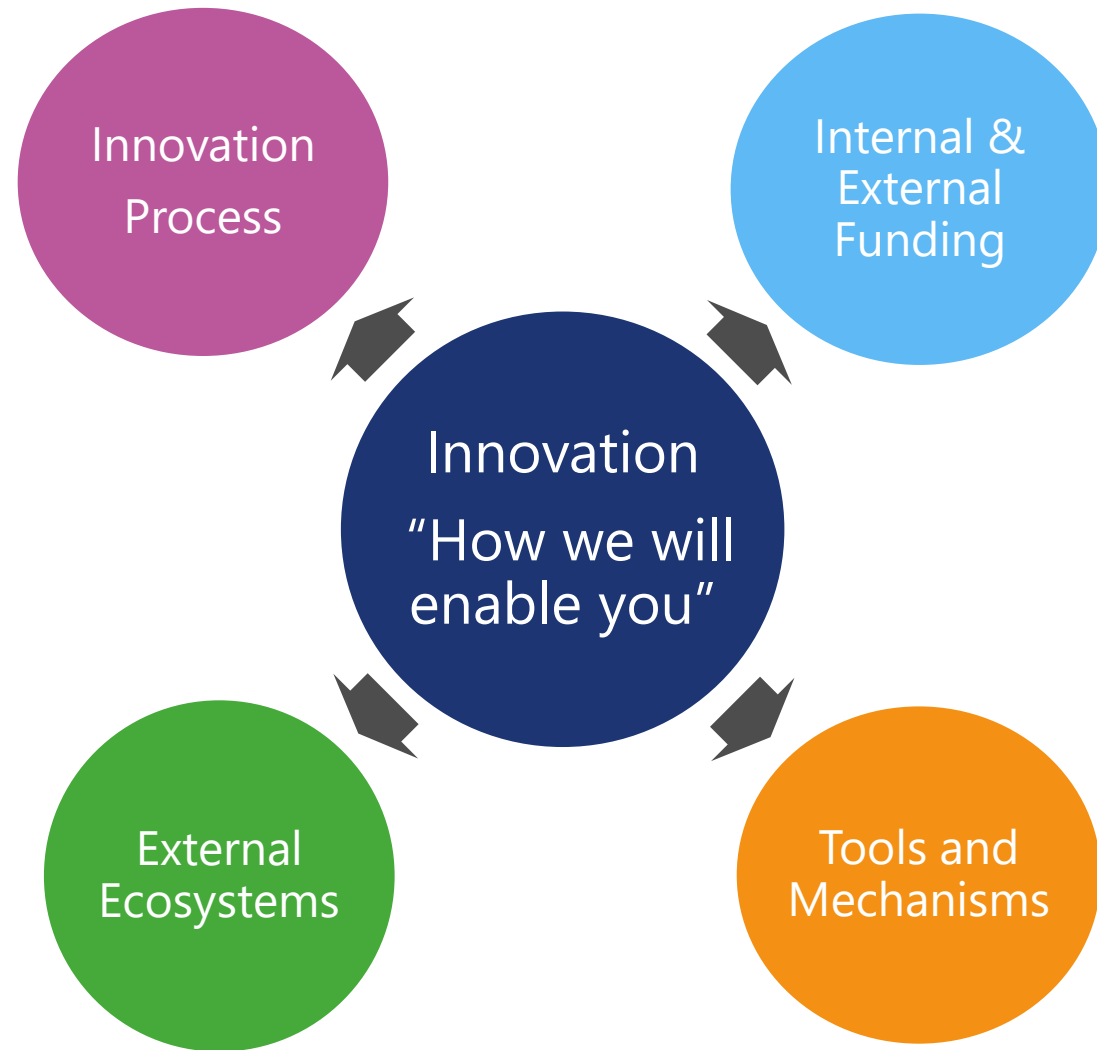 Innovation
Process
Internal &
External
Funding
Innovation
“How we will
enable you”
External
Ecosystems
Tools and
Mechanisms